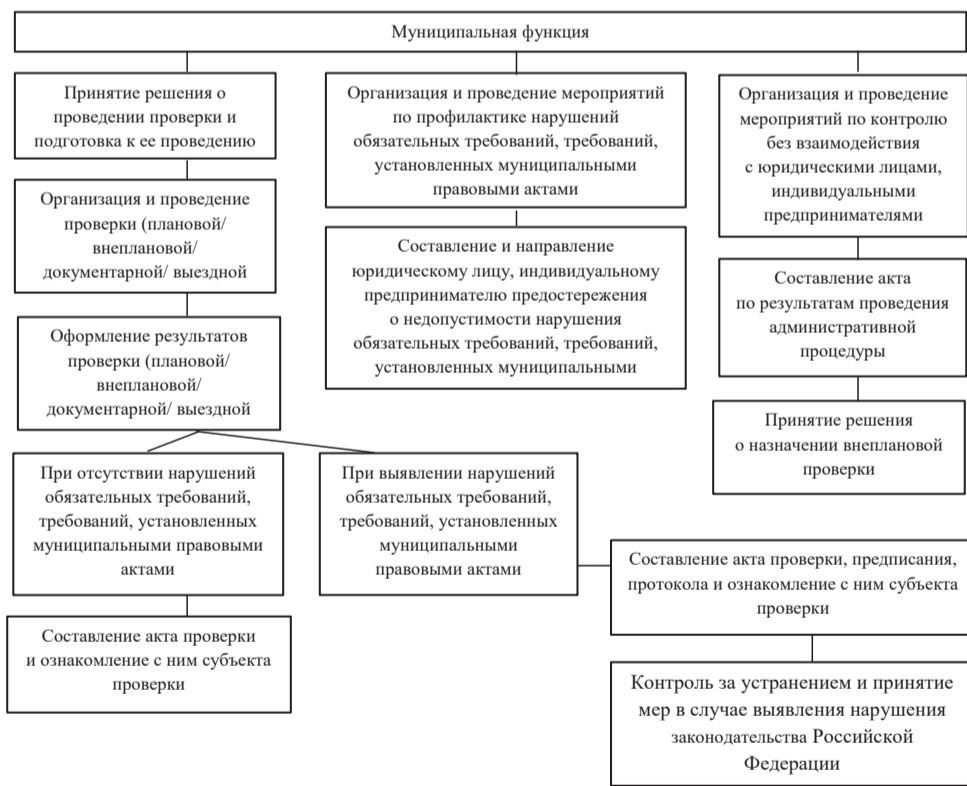 Муниципальная функция
Принятие решения о
проведении проверки и
подготовка к ее проведению
Организация и проведение
проверки (плановой/
внеплановой/
документарной/ выездной
Оформление результатов
проверки (плановой/
внеплановой/
документарной/ выездной
При отсутствии нарушений
обязательных требований,
требований, установленных
муниципальными правовыми
актами
Составление акта проверки
и ознакомление с ним субъекта
проверки
При выявлении нарушений
обязательных требований,
требований, установленных
муниципальными
правовыми актами
Составление акта проверки, предписания,
протокола и ознакомление с ним субъекта
проверки
Контроль за устранением и принятие
мер в случае выявления нарушения
законодательства Российской
Федерации
Организация и проведение мероприятий
по профилактике нарушений
обязательных требований, требований,
установленных муниципальными
правовыми актами
Составление и направление
юридическому лицу, индивидуальному
предпринимателю предостережения
о недопустимости нарушения
обязательных требований, требований,
установленных муниципальными
Организация и проведение
мероприятий по контролю
без взаимодействия
с юридическими лицами,
индивидуальными
предпринимателями
Составление акта
по результатам проведения
административной
процедуры
Принятие решения
о назначении внеплановой
проверки